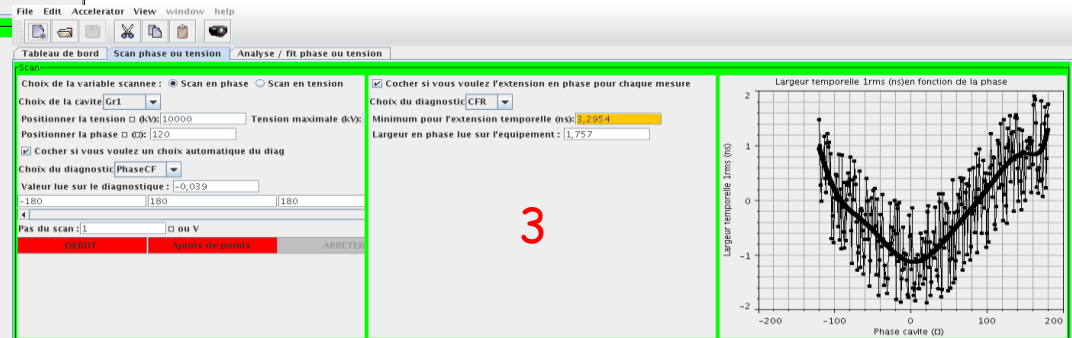 File Edit Accelerator View window help
Tableau de bord Scan phase ou tension Analyse / fit phase ou tension
Scan
Choix de la variable scannee : Scan en phase Scan en tension
Choix de la cavite Gr1
Positionner la tension □ (kV): 10000 Tension maximale (kV):
Positionner la phase □ (□): 120
Cocher si vous voulez un choix automatique du diag
Choix du diagnostic PhaseCF
Valeur lue sur le diagnostique : -0,039
-180 180 180
Pas du scan : 1 □ ou V
DEBUT Ajouts de points ARRETER
Cocher si vous voulez l'extension en phase pour chaque mesure
Choix du diagnostic CFR
Minimum pour l'extension temporelle (ns): 3,2954
Largeur en phase lue sur l'equipement : 1,757
3
Largeur temporelle 1rms (ns)en fonction de la phase
Largeur temporelle 1rms (ns)
2
1
0
-1
-2
-200 -100 0 100 200
Phase cavite (□)